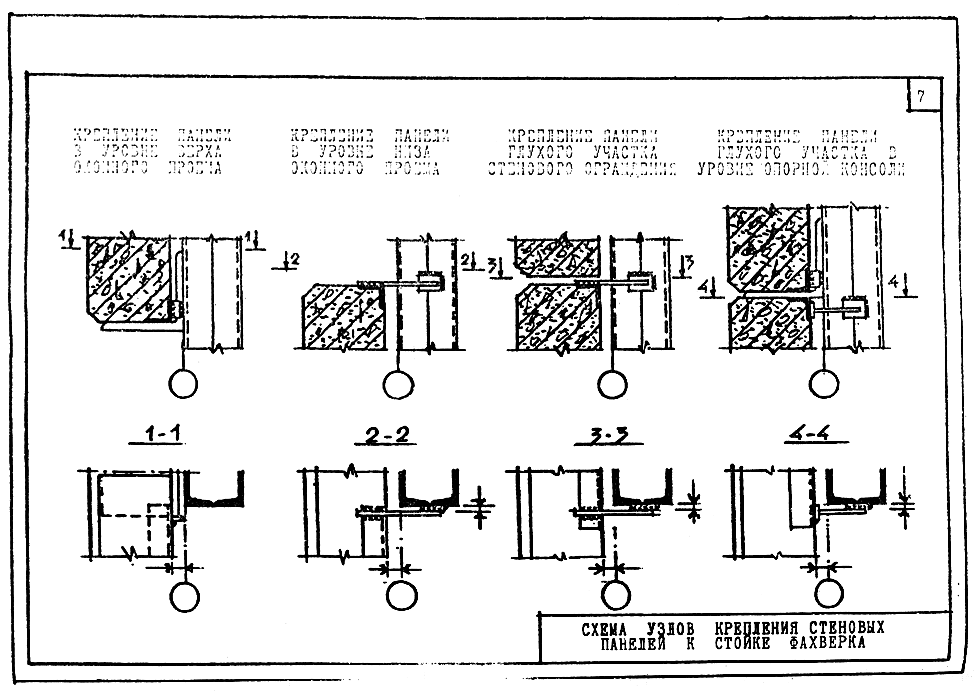 7
КРЕПЛЕНИЕ ПАНЕЛИ
В УРОВНЕ ВЕРХА
ОКОННОГО ПРОЕМА
КРЕПЛЕНИЕ ПАНЕЛИ
В УРОВНЕ НИЗА
ОКОННОГО ПРОЕМА
КРЕПЛЕНИЕ ПАНЕЛИ
ГЛУХОГО УЧАСТКА
СТЕНОВОГО ОГРАЖДЕНИЯ
КРЕПЛЕНИЕ ПАНЕЛИ
ГЛУХОГО УЧАСТКА В
УРОВНЕ ОПОРНОЙ КОНСОЛИ
1 1
2 2
3 3
4 4
1-1
2-2
3-3
4-4
СХЕМА УЗЛОВ КРЕПЛЕНИЯ СТЕНОВЫХ
ПАНЕЛЕЙ К СТОЙКЕ ФАХВЕРКА